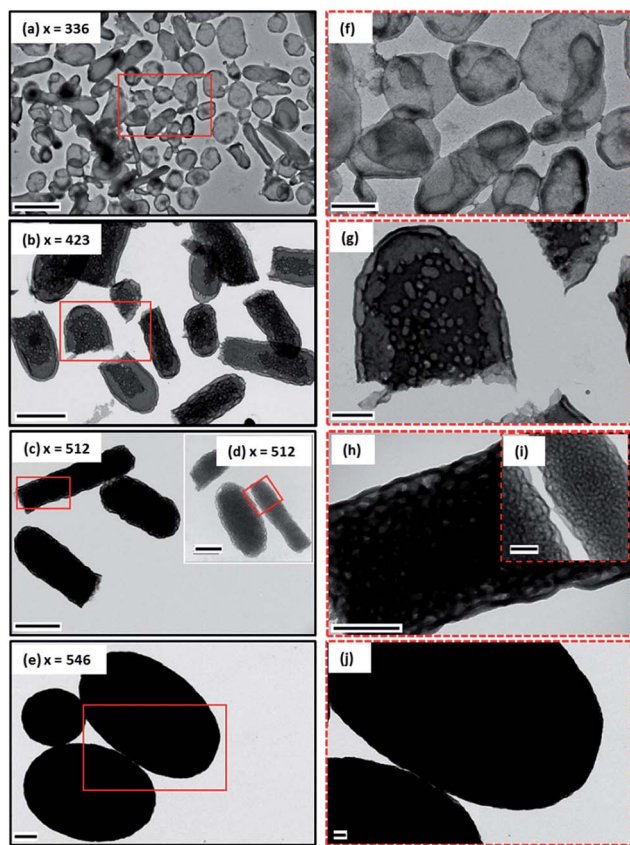 (a) x = 336
(f)
(b) x = 423
(g)
(c) x = 512
(d) x = 512
(h)
(i)
(e) x = 546
(j)